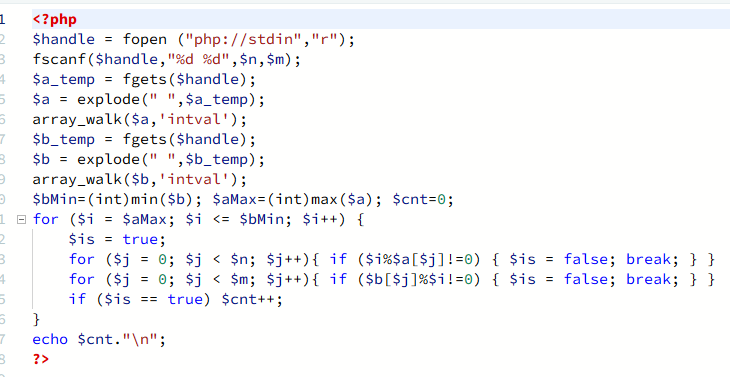 1 <?php
2 $handle = fopen ("php://stdin","r");
3 fscanf($handle,"%d %d",$n,$m);
4 $a_temp = fgets($handle);
5 $a = explode(" ",$a_temp);
6 array_walk($a,'intval');
7 $b_temp = fgets($handle);
8 $b = explode(" ",$b_temp);
9 array_walk($b,'intval');
0 $bMin=(int)min($b); $aMax=(int)max($a); $cnt=0;
1 for ($i = $aMax; $i <= $bMin; $i++) {
2     $is = true;
3     for ($j = 0; $j < $n; $j++){ if ($i%$a[$j]!=0) { $is = false; break; } }
4     for ($j = 0; $j < $m; $j++){ if ($b[$j]%$i!=0) { $is = false; break; } }
5     if ($is == true) $cnt++;
6 }
7 echo $cnt."\n";
8 ?>